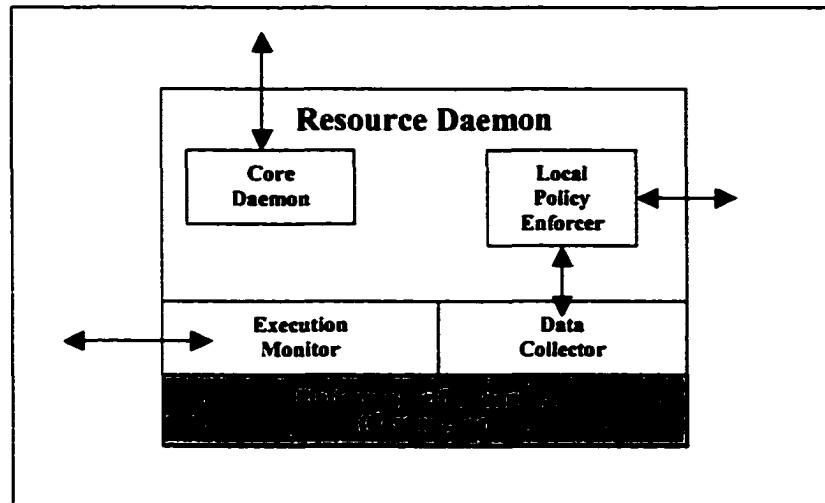 Resource Daemon
Core
Daemon
Local
Policy
Enforcer
Execution
Monitor
Data
Collector